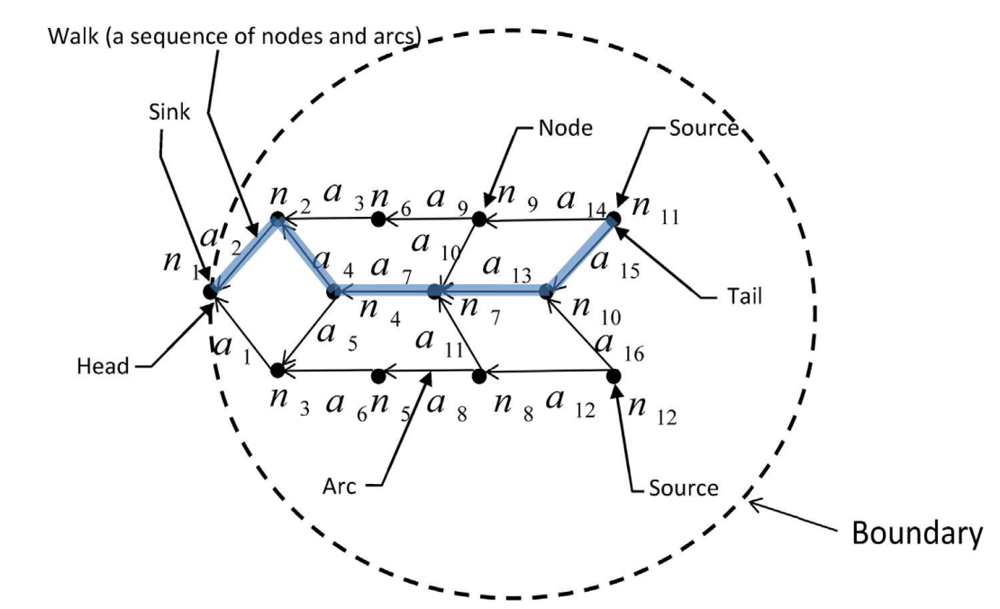 Walk (a sequence of nodes and arcs)
Sink
Node
Source
n 2 a 3 n 6 a 9 n 9 a 14 n 11
a 2
n 1
a 10
a 4 a 7 a 13 a 15
n 4 n 7 n 10
Tail
a 1 a 5 a 11 a 16
Head
n 3 a 6 n 5 a 8 n 8 a 12 n 12
Arc
Source
Boundary